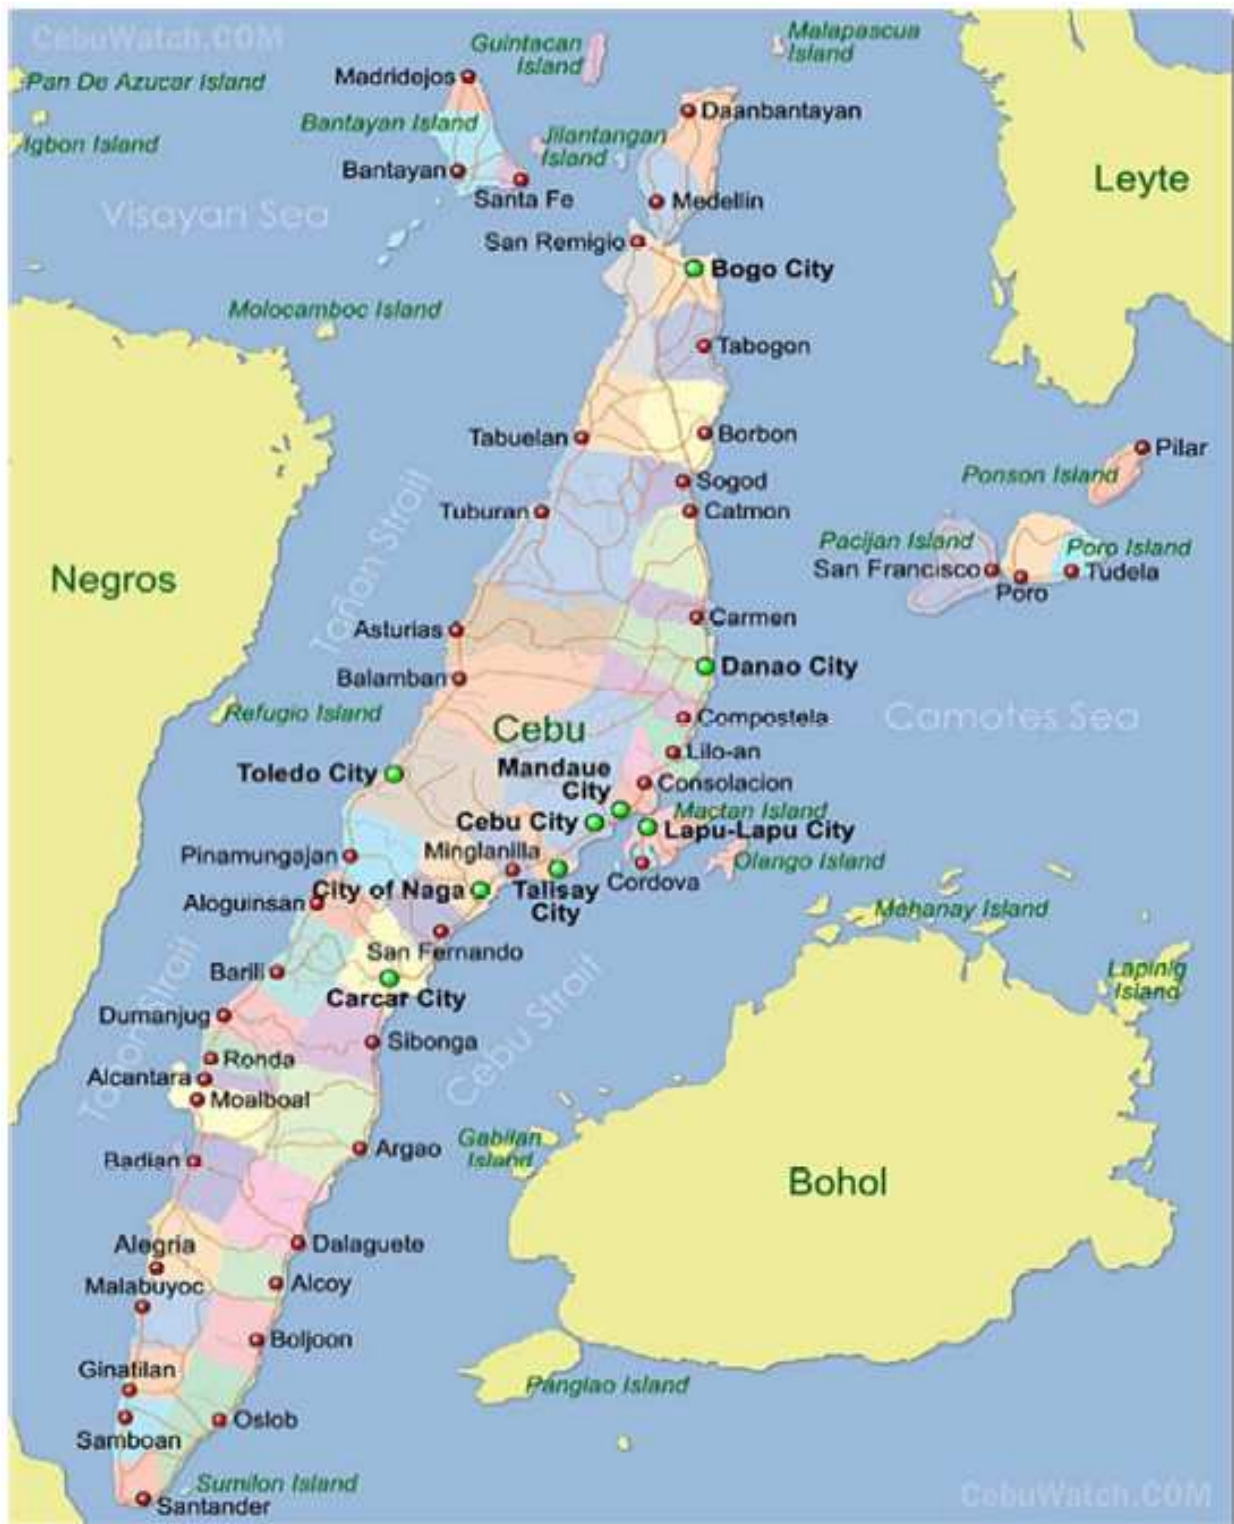 CebuWatch.COM
Guintacan
Island
Malapascua
Island
Pan De Azucar Island
Madridejos
Daanbantayan
Bantayan Island
Jilantangan
Island
Igbon Island
Bantayan
Santa Fe
Medellin
Leyte
Visayan Sea
San Remigio
Bogo City
Molocamboc Island
Tabogon
Tabuelan
Borbon
Pilar
Ponson Island
Sogod
Tuburan
Catmon
Tañon Strait
Pacijan Island
Poro Island
San Francisco
Tudela
Poro
Negros
Asturias
Carmen
Balamban
Danao City
Refugio Island
Compostela
Camotes Sea
Cebu
Lilo-an
Toledo City
Mandaue
City
Consolacion
Mactan Island
Cebu City
Lapu-Lapu City
Pinamungajan
Minglanilla
Olango Island
City of Naga
Talisay
City
Cordova
Aloguinsan
Mahanay Island
San Fernando
Barili
Lapinig
Island
Carcar City
Dumanjug
Tañon Strait
Cebu Strait
Sibonga
Ronda
Alcantara
Moalboal
Argao
Gabilan
Island
Badian
Bohol
Alegria
Dalaguete
Malabuyoc
Alcoy
Boljoon
Ginatilan
Panglao Island
Oslob
Samboan
Sumilon Island
Santander
CebuWatch.COM